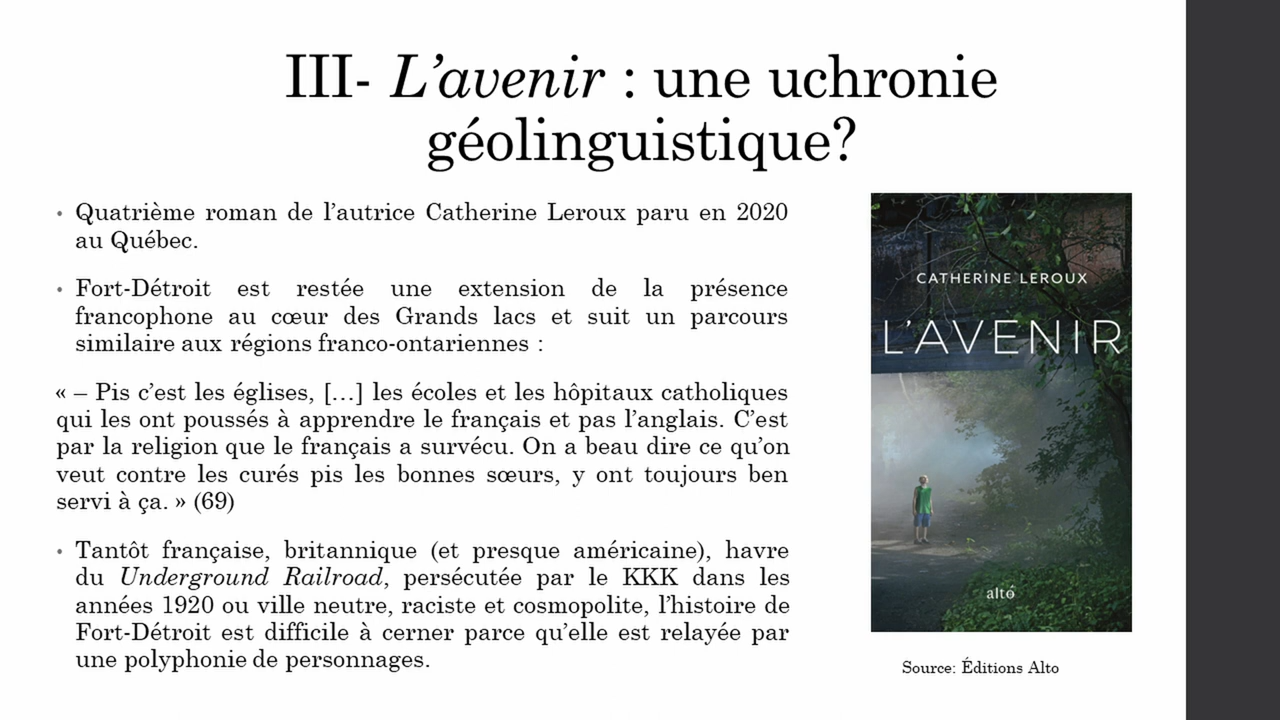 III- L’avenir : une uchronie
géolinguistique?
• Quatrième roman de l’autrice Catherine Leroux paru en 2020
au Québec.
• Fort-Détroit est restée une extension de la présence
francophone au cœur des Grands lacs et suit un parcours
similaire aux régions franco-ontariennes :
« – Pis c’est les églises, […] les écoles et les hôpitaux catholiques
qui les ont poussés à apprendre le français et pas l’anglais. C’est
par la religion que le français a survécu. On a beau dire ce qu’on
veut contre les curés pis les bonnes sœurs, y ont toujours ben
servi à ça. » (69)
• Tantôt française, britannique (et presque américaine), havre
du Underground Railroad, persécutée par le KKK dans les
années 1920 ou ville neutre, raciste et cosmopolite, l’histoire de
Fort-Détroit est difficile à cerner parce qu’elle est relayée par
une polyphonie de personnages.
CATHERINE LEROUX
L’AVENIR
alto
Source: Éditions Alto